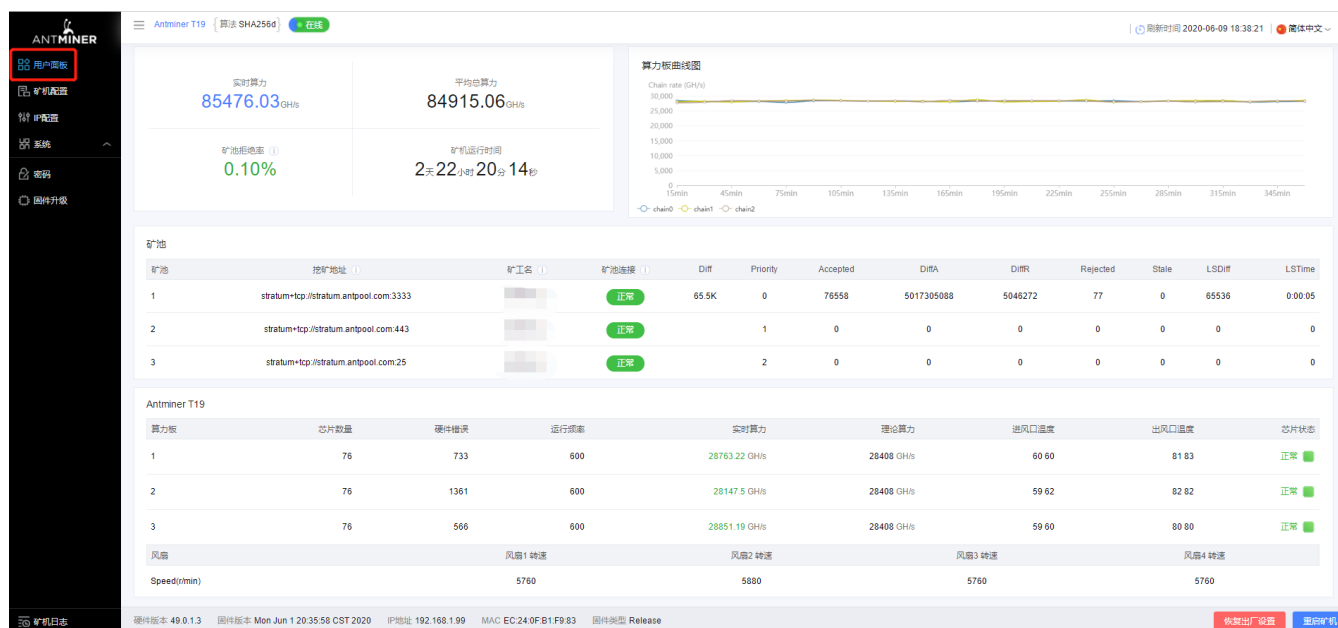 ANTMINER
Antminer T19 {算法 SHA256d} 在线
刷新时间 2020-06-09 18:38:21 简体中文
用户面板
矿机配置
IP配置
系统
密码
固件升级
矿机日志
实时算力
85476.03 GH/s
平均总算力
84915.06 GH/s
矿池拒绝率
0.10%
矿机运行时间
2天22小时20分14秒
算力板曲线图
Chain rate (GH/s)
30,000
25,000
20,000
15,000
10,000
5,000
0
15min 45min 75min 105min 135min 165min 195min 225min 255min 285min 315min 345min
chain0 chain1 chain2
矿池
矿池 挖矿地址 矿工名 矿池连接 Diff Priority Accepted DiffA DiffR Rejected Stale LSDiff LSTime
1 stratum+tcp://stratum.antpool.com:3333 正常 65.5K 0 76558 5017305088 5046272 77 0 65536 0:00:05
2 stratum+tcp://stratum.antpool.com:443 正常 1 0 0 0 0 0 0 0
3 stratum+tcp://stratum.antpool.com:25 正常 2 0 0 0 0 0 0 0
Antminer T19
算力板 芯片数量 硬件错误 运行频率 实时算力 理论算力 进风口温度 出风口温度 芯片状态
1 76 733 600 28763.22 GH/s 28408 GH/s 60 60 81 83 正常
2 76 1361 600 28147.5 GH/s 28408 GH/s 59 62 82 82 正常
3 76 566 600 28851.19 GH/s 28408 GH/s 59 60 80 80 正常
风扇 风扇1 转速 风扇2 转速 风扇3 转速 风扇4 转速
Speed(r/min) 5760 5880 5760 5760
硬件版本 49.0.1.3 固件版本 Mon Jun 1 20:35:58 CST 2020 IP地址 192.168.1.99 MAC EC:24:0F:B1:F9:83 固件类型 Release
恢复出厂设置 重启矿机